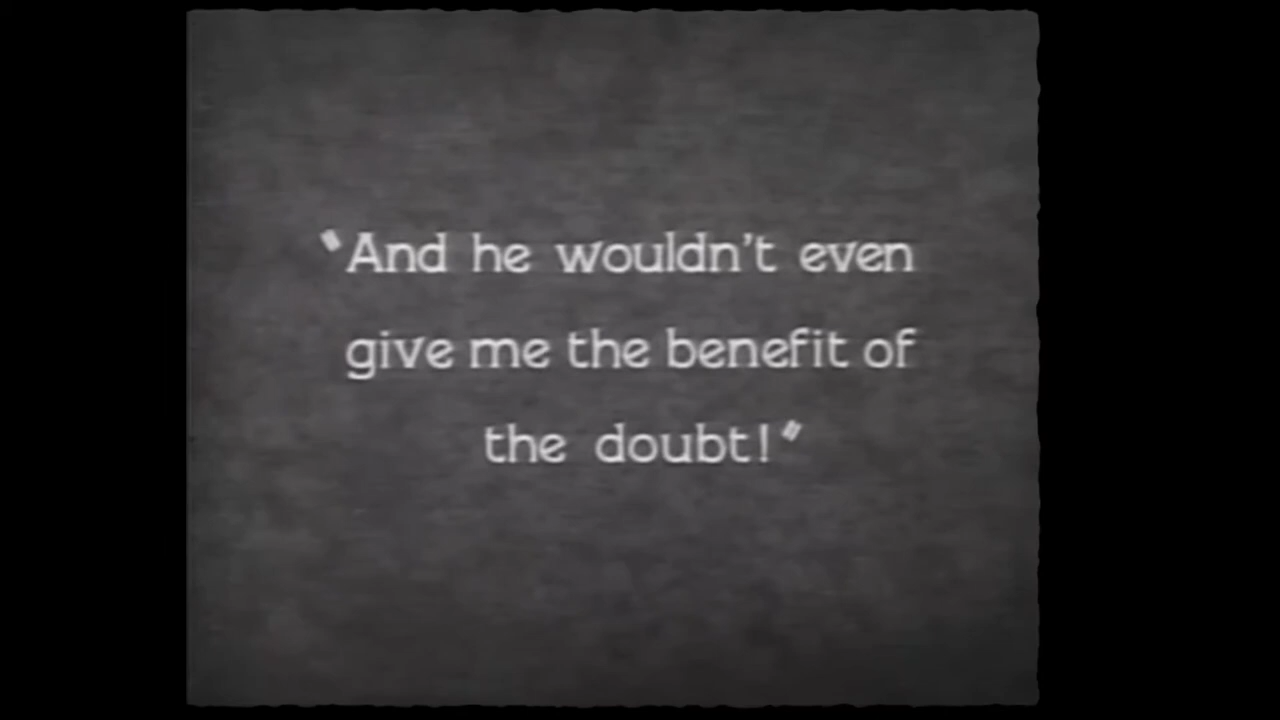 "And he wouldn't even
give me the benefit of
the doubt!"